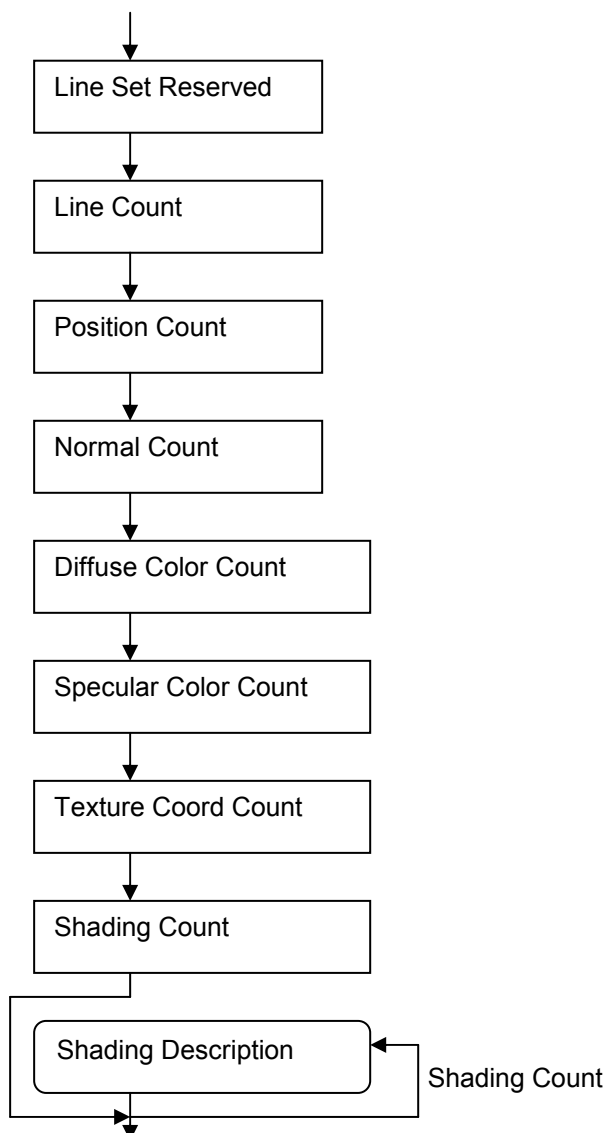 Line Set Reserved
Line Count
Position Count
Normal Count
Diffuse Color Count
Specular Color Count
Texture Coord Count
Shading Count
Shading Description
Shading Count